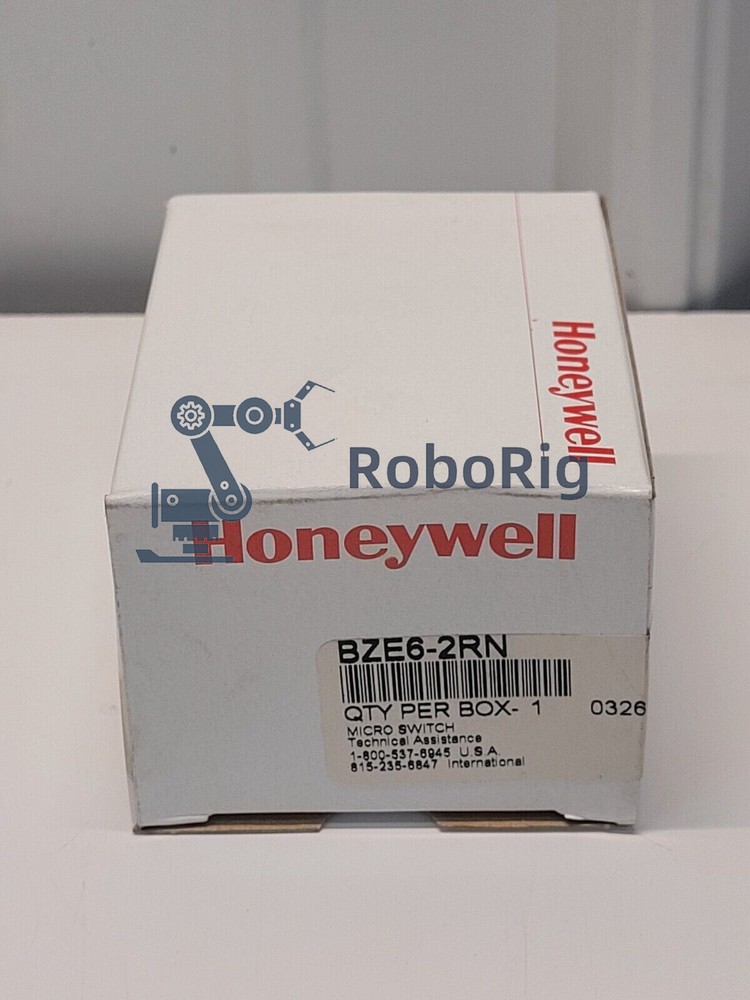 Honeywell
RoboRig
Honeywell
BZE6-2RN
QTY PER BOX- 1 0326
MICRO SWITCH
Technical Assistance
1-800-537-6945 U.S.A.
815-235-6847 International